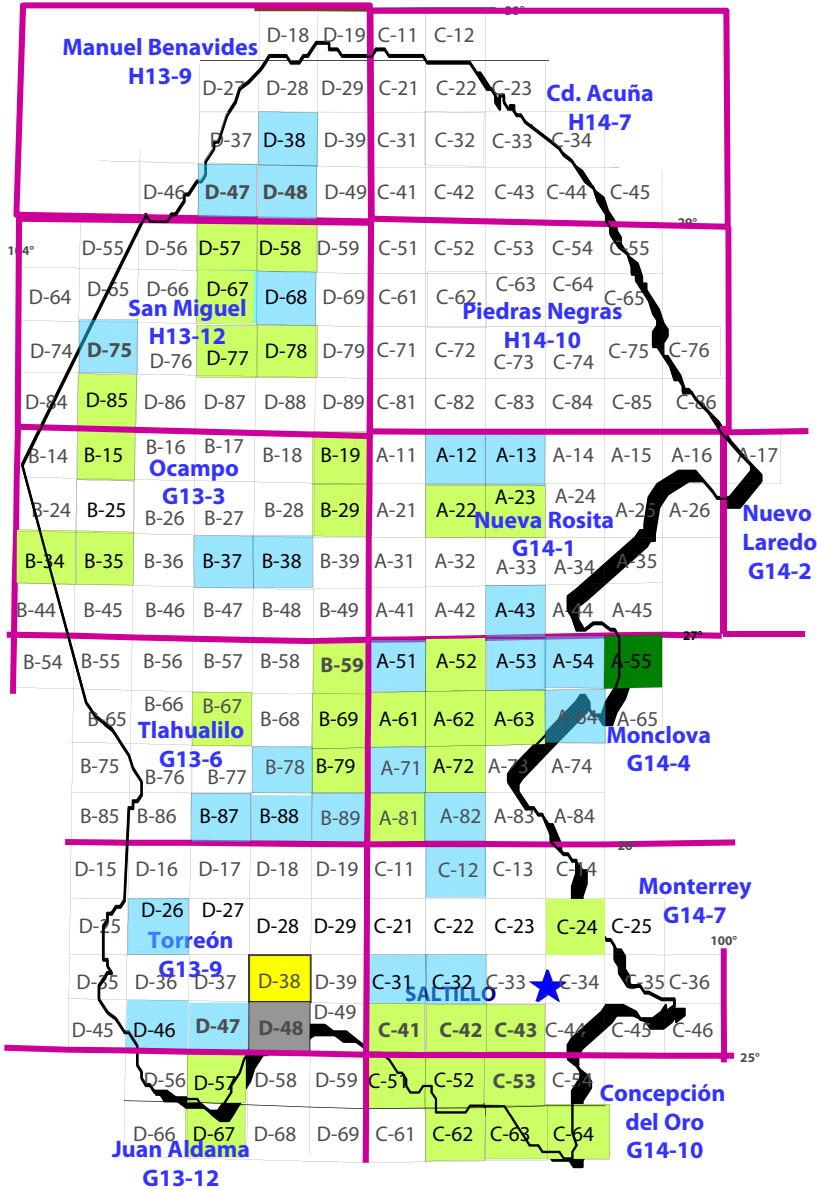 30°
D-18 D-19 C-11 C-12
Manuel Benavides
H13-9
D-27 D-28 D-29 C-21 C-22 C-23
Cd. Acuña
H14-7
D-37 D-38 D-39 C-31 C-32 C-33 C-34
D-46 D-47 D-48 D-49 C-41 C-42 C-43 C-44 C-45
29°
104°
D-55 D-56 D-57 D-58 D-59 C-51 C-52 C-53 C-54 C-55
D-64 D-65 D-66 D-67 D-68 D-69 C-61 C-62 C-63 C-64 C-65
San Miguel
H13-12
Piedras Negras
H14-10
D-74 D-75 D-76 D-77 D-78 D-79 C-71 C-72 C-73 C-74 C-75 C-76
D-84 D-85 D-86 D-87 D-88 D-89 C-81 C-82 C-83 C-84 C-85 C-86
B-14 B-15 B-16 B-17 B-18 B-19 A-11 A-12 A-13 A-14 A-15 A-16 A-17
Ocampo
G13-3
B-24 B-25 B-26 B-27 B-28 B-29 A-21 A-22 A-23 A-24 A-25 A-26
Nueva Rosita
G14-1
Nuevo
Laredo
G14-2
B-34 B-35 B-36 B-37 B-38 B-39 A-31 A-32 A-33 A-34 A-35
B-44 B-45 B-46 B-47 B-48 B-49 A-41 A-42 A-43 A-44 A-45
27°
B-54 B-55 B-56 B-57 B-58 B-59 A-51 A-52 A-53 A-54 A-55
B-65 B-66 B-67 B-68 B-69 A-61 A-62 A-63 A-64 A-65
Tlahualilo
G13-6
Monclova
G14-4
B-75 B-76 B-77 B-78 B-79 A-71 A-72 A-73 A-74
B-85 B-86 B-87 B-88 B-89 A-81 A-82 A-83 A-84
26°
D-15 D-16 D-17 D-18 D-19 C-11 C-12 C-13 C-14
Monterrey
G14-7
D-25 D-26 D-27 D-28 D-29 C-21 C-22 C-23 C-24 C-25
100°
Torreón
G13-9
D-35 D-36 D-37 D-38 D-39 C-31 C-32 C-33 C-34 C-35 C-36
SALTILLO
D-45 D-46 D-47 D-48 D-49 C-41 C-42 C-43 C-44 C-45 C-46
25°
D-56 D-57 D-58 D-59 C-51 C-52 C-53 C-54
Concepción
del Oro
G14-10
D-66 D-67 D-68 D-69 C-61 C-62 C-63 C-64
Juan Aldama
G13-12